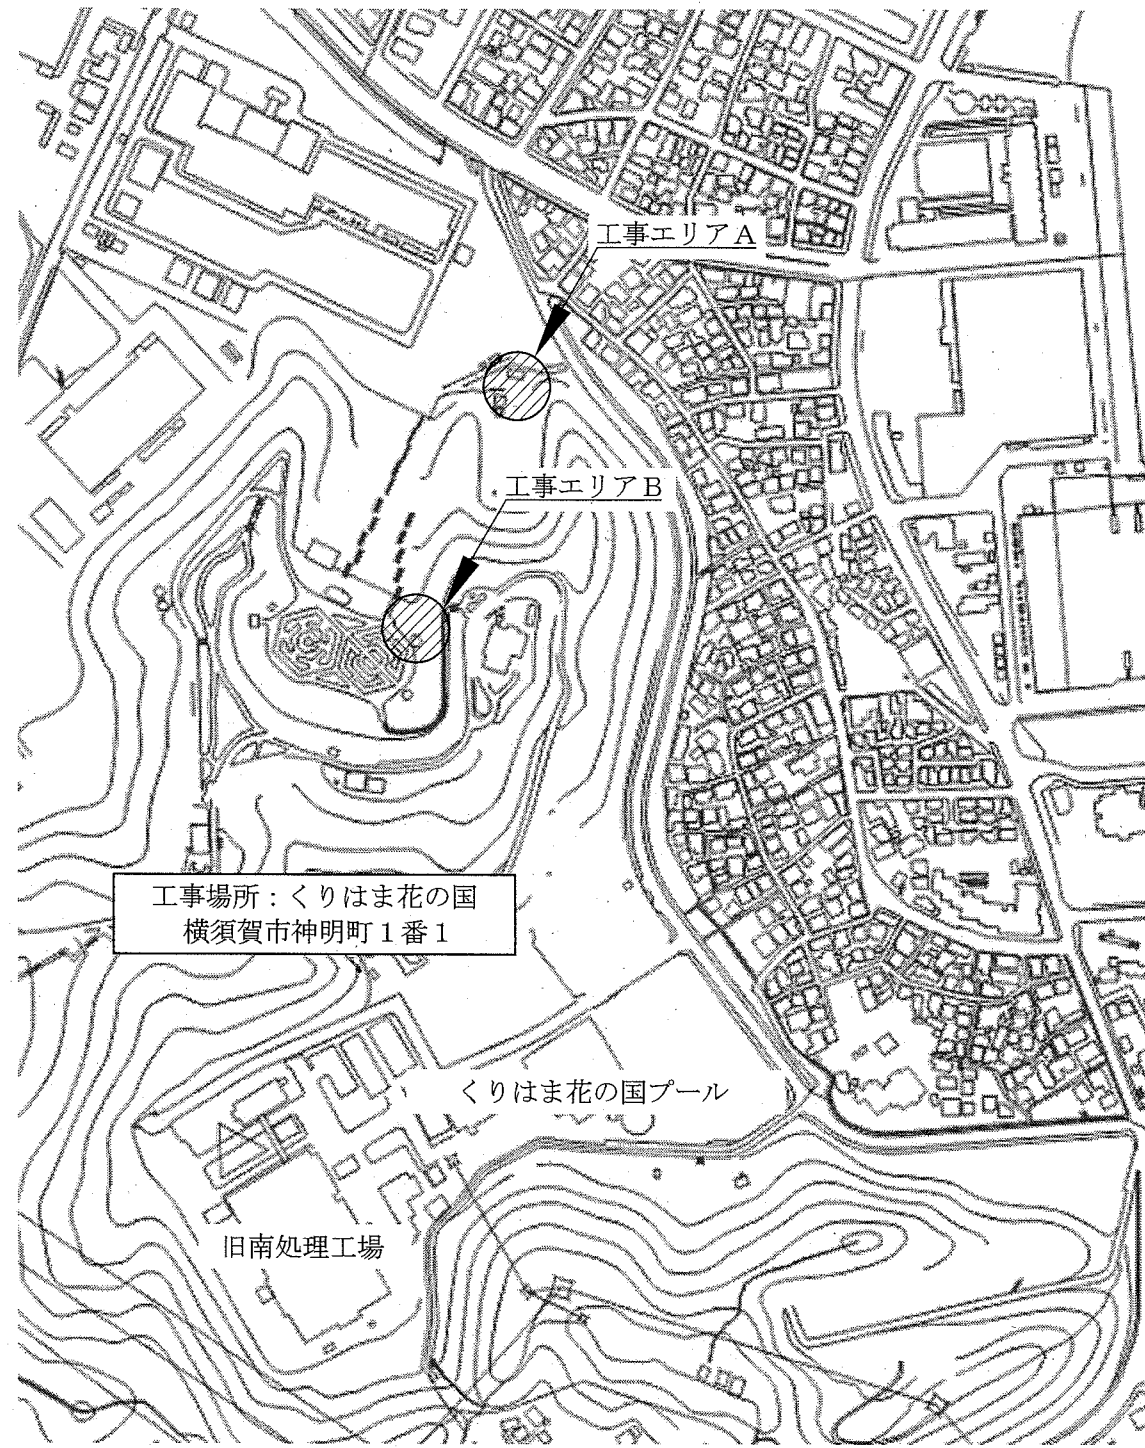 工事エリアA
工事エリアB
工事場所：くりはま花の国
横須賀市神明町１番１
くりはま花の国プール
旧南処理工場